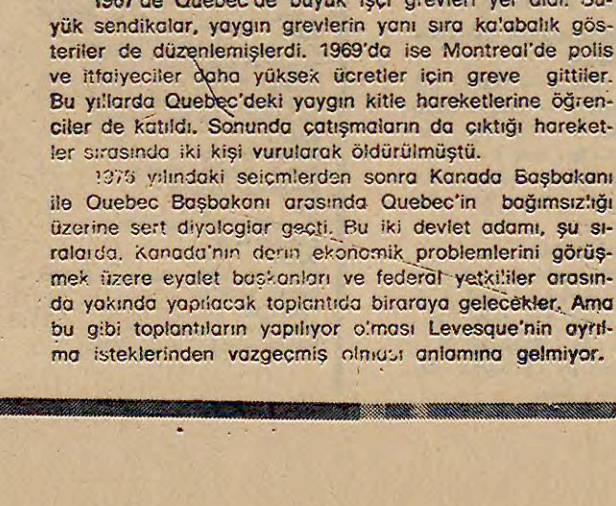 1967'de Quebec'de büyük işçi grevleri yer aldı. Bü-
yük sendikalar, yaygın grevlerin yanı sıra kalabalık gös-
teriler de düzenlemişlerdi. 1969'da ise Montreal'de polis
ve itfaiyeciler daha yüksek ücretler için greve gittiler.
Bu yıllarda Quebec'deki yaygın kitle hareketlerine öğren-
ciler de katıldı. Sonunda çatışmaların da çıktığı hareket-
ler sırasında iki kişi vurularak öldürülmüştü.
1976 yılındaki seiçmlerden sonra Kanada Başbakanı
ile Quebec Başbakanı arasında Quebec'in bağımsızlığı
üzerine sert diyaloglar geçti. Bu iki devlet adamı, şu sı-
ralarda, Kanada'nın derin ekonomik problemlerini görüş-
mek üzere eyalet başkanları ve federal yetkililer arasın-
da yakında yapılacak toplantıda biraraya gelecekler. Ama
bu gibi toplantıların yapılıyor olması Levesque'nin ayrıl-
ma isteklerinden vazgeçmiş olması anlamına gelmiyor.